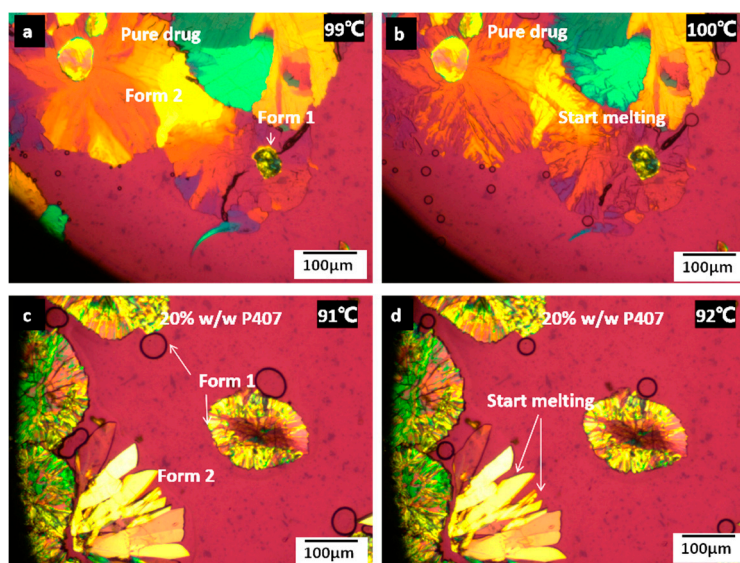 a
Pure drug
99℃
Form 2
Form 1
100μm
b
Pure drug
100℃
Start melting
100μm
c
20% w/w P407
91℃
Form 1
Form 2
100μm
d
20% w/w P407
92℃
Start melting
100μm